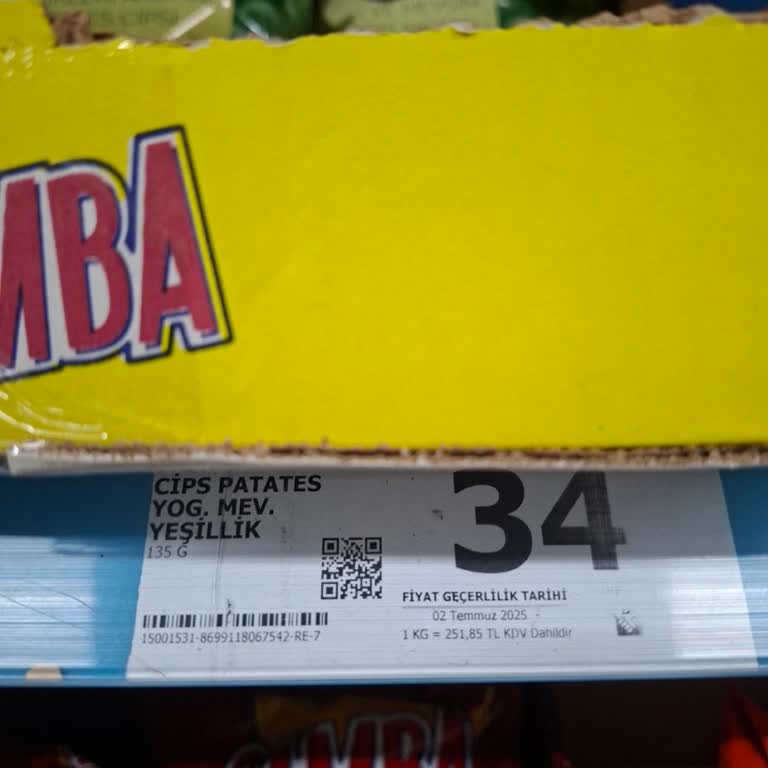 MBA
CİPS PATATES
YOG. MEV.
YEŞİLLİK
135 G
34
FİYAT GEÇERLİLİK TARİHİ
02 Temmuz 2025 -
1 KG = 251,85 TL KDV Dahildir
15001531-8699118067542-RE-7